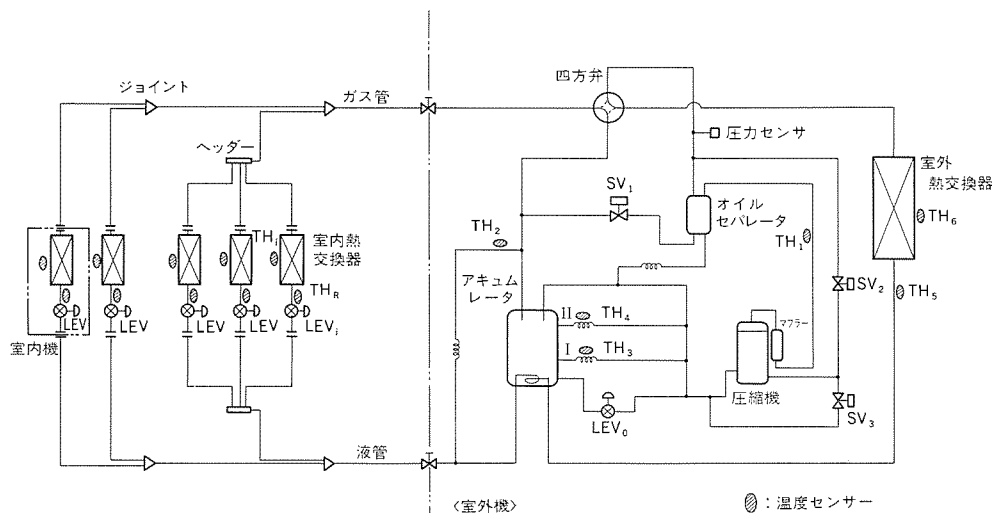 四方弁
ジョイント
ガス管
圧力センサ
ヘッダー
室外
熱交換器
SV₁
オイル
セパレータ
TH₂
TH₁
TH₆
THᵢ
室内熱
交換器
アキュム
レータ
SV₂
TH₅
TH_R
II
TH₄
マフラー
LEV
LEV
LEV
LEVᵢ
I
TH₃
室内機
圧縮機
LEV₀
SV₃
液管
〈室外機〉
:温度センサー